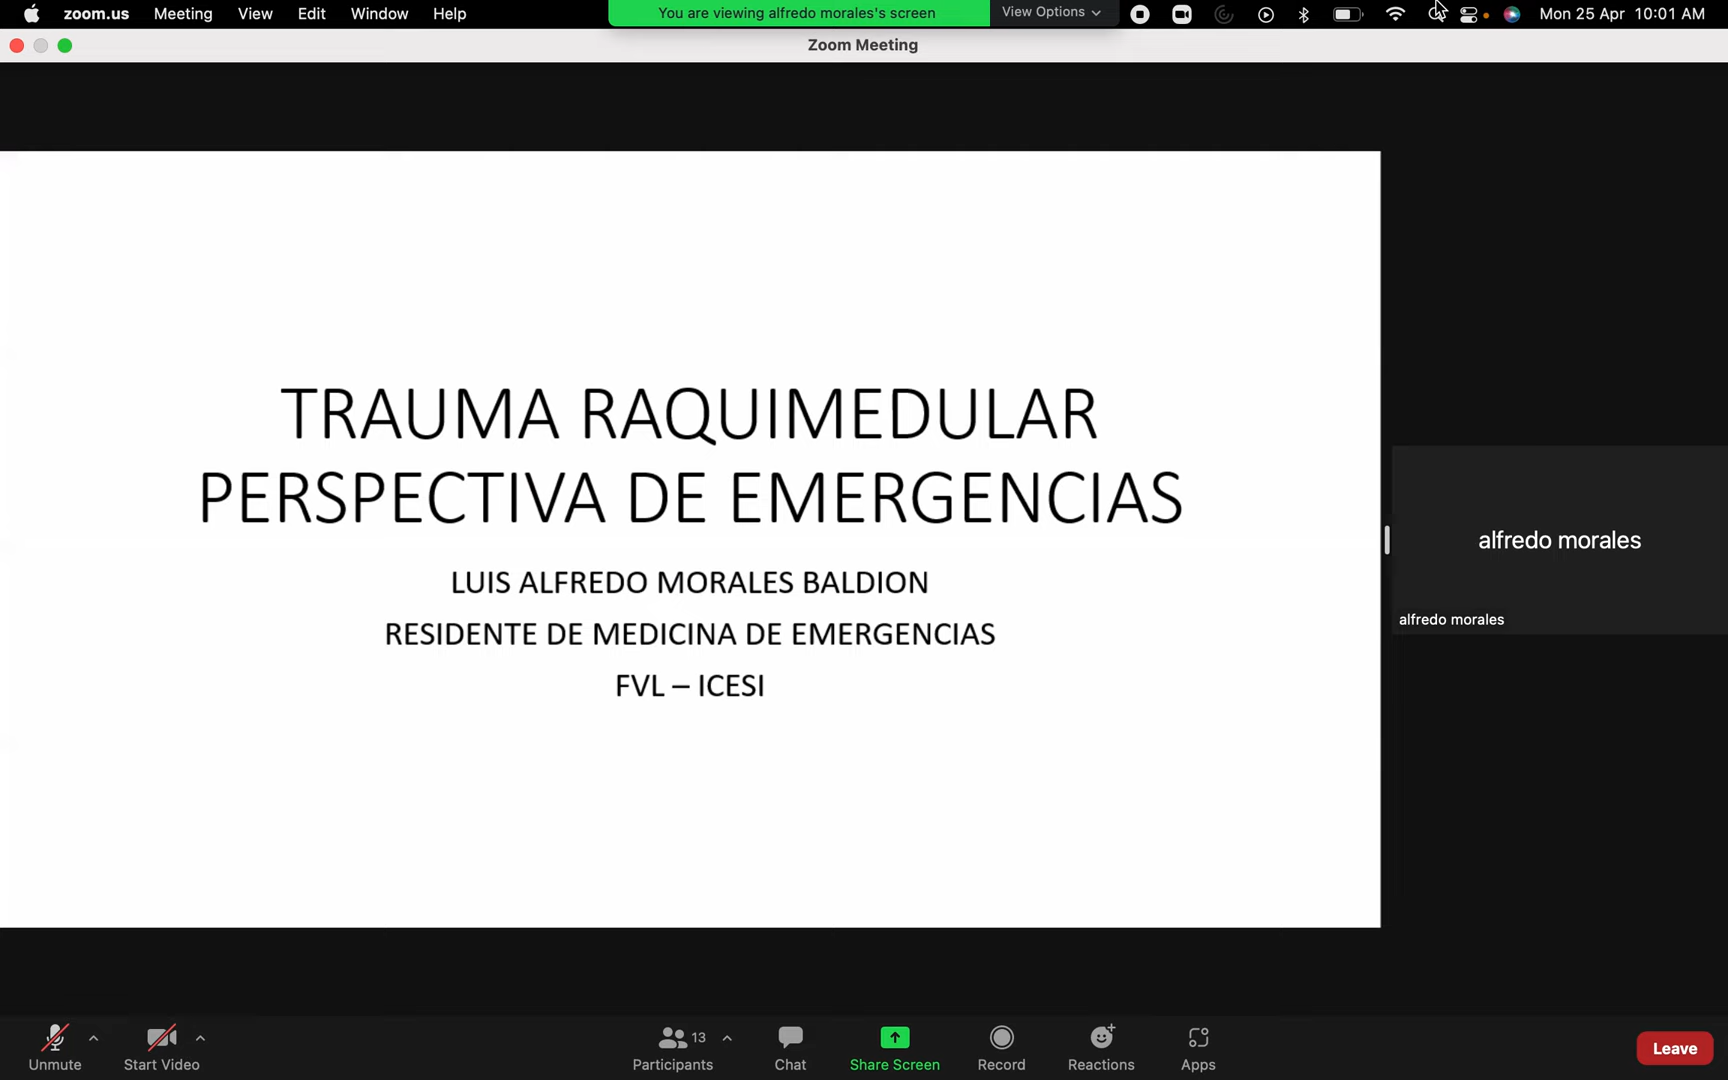 zoom.us Meeting View Edit Window Help You are viewing alfredo morales's screen View Options Mon 25 Apr 10:01 AM
Zoom Meeting
TRAUMA RAQUIMEDULAR
PERSPECTIVA DE EMERGENCIAS
LUIS ALFREDO MORALES BALDION
RESIDENTE DE MEDICINA DE EMERGENCIAS
FVL – ICESI
alfredo morales
alfredo morales
13
Unmute Start Video Participants Chat Share Screen Record Reactions Apps Leave